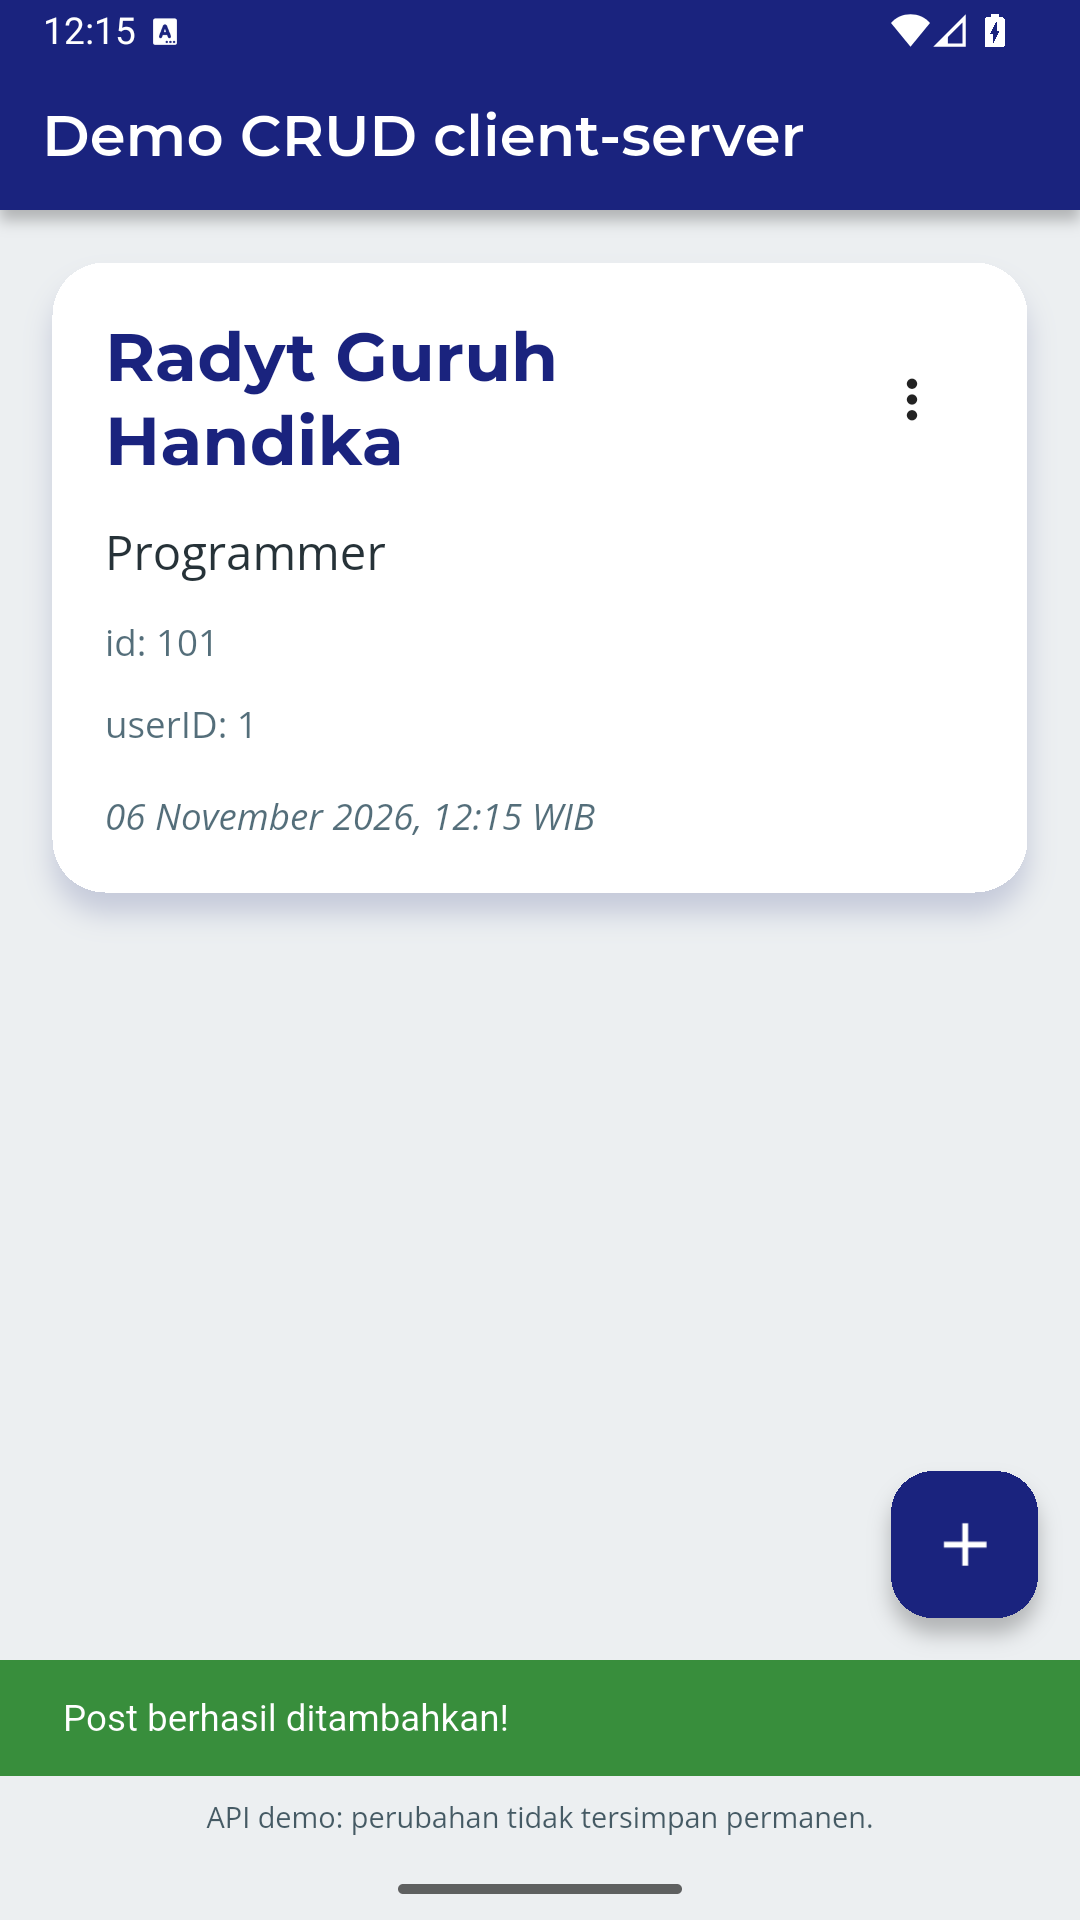 12:15
Demo CRUD client-server
Radyt Guruh
Handika
Programmer
id: 101
userID: 1
06 November 2026, 12:15 WIB
Post berhasil ditambahkan!
API demo: perubahan tidak tersimpan permanen.